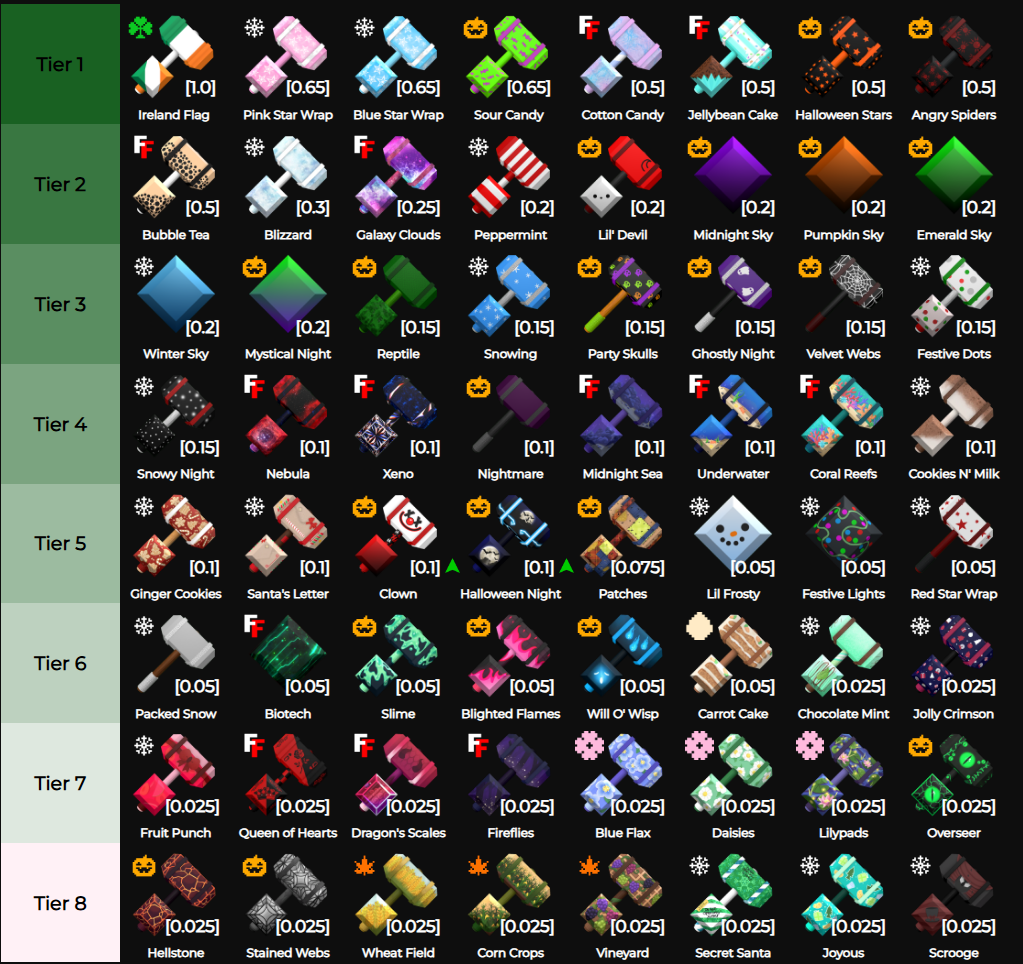 Tier 1
[1.0] [0.65] [0.65] [0.65] [0.5] [0.5] [0.5] [0.5]
Ireland Flag Pink Star Wrap Blue Star Wrap Sour Candy Cotton Candy Jellybean Cake Halloween Stars Angry Spiders
Tier 2
FF FF
[0.5] [0.3] [0.25] [0.2] [0.2] [0.2] [0.2] [0.2]
Bubble Tea Blizzard Galaxy Clouds Peppermint Lil' Devil Midnight Sky Pumpkin Sky Emerald Sky
Tier 3
[0.2] [0.2] [0.15] [0.15] [0.15] [0.15] [0.15] [0.15]
Winter Sky Mystical Night Reptile Snowing Party Skulls Ghostly Night Velvet Webs Festive Dots
Tier 4
FF FF FF FF FF
[0.15] [0.1] [0.1] [0.1] [0.1] [0.1] [0.1] [0.1]
Snowy Night Nebula Xeno Nightmare Midnight Sea Underwater Coral Reefs Cookies N' Milk
Tier 5
[0.1] [0.1] [0.1] [0.1] [0.075] [0.05] [0.05] [0.05]
Ginger Cookies Santa's Letter Clown Halloween Night Patches Lil Frosty Festive Lights Red Star Wrap
Tier 6
FF
[0.05] [0.05] [0.05] [0.05] [0.05] [0.05] [0.025] [0.025]
Packed Snow Biotech Slime Blighted Flames Will O' Wisp Carrot Cake Chocolate Mint Jolly Crimson
Tier 7
FF FF FF
[0.025] [0.025] [0.025] [0.025] [0.025] [0.025] [0.025] [0.025]
Fruit Punch Queen of Hearts Dragon's Scales Fireflies Blue Flax Daisies Lilypads Overseer
Tier 8
[0.025] [0.025] [0.025] [0.025] [0.025] [0.025] [0.025] [0.025]
Hellstone Stained Webs Wheat Field Corn Crops Vineyard Secret Santa Joyous Scrooge